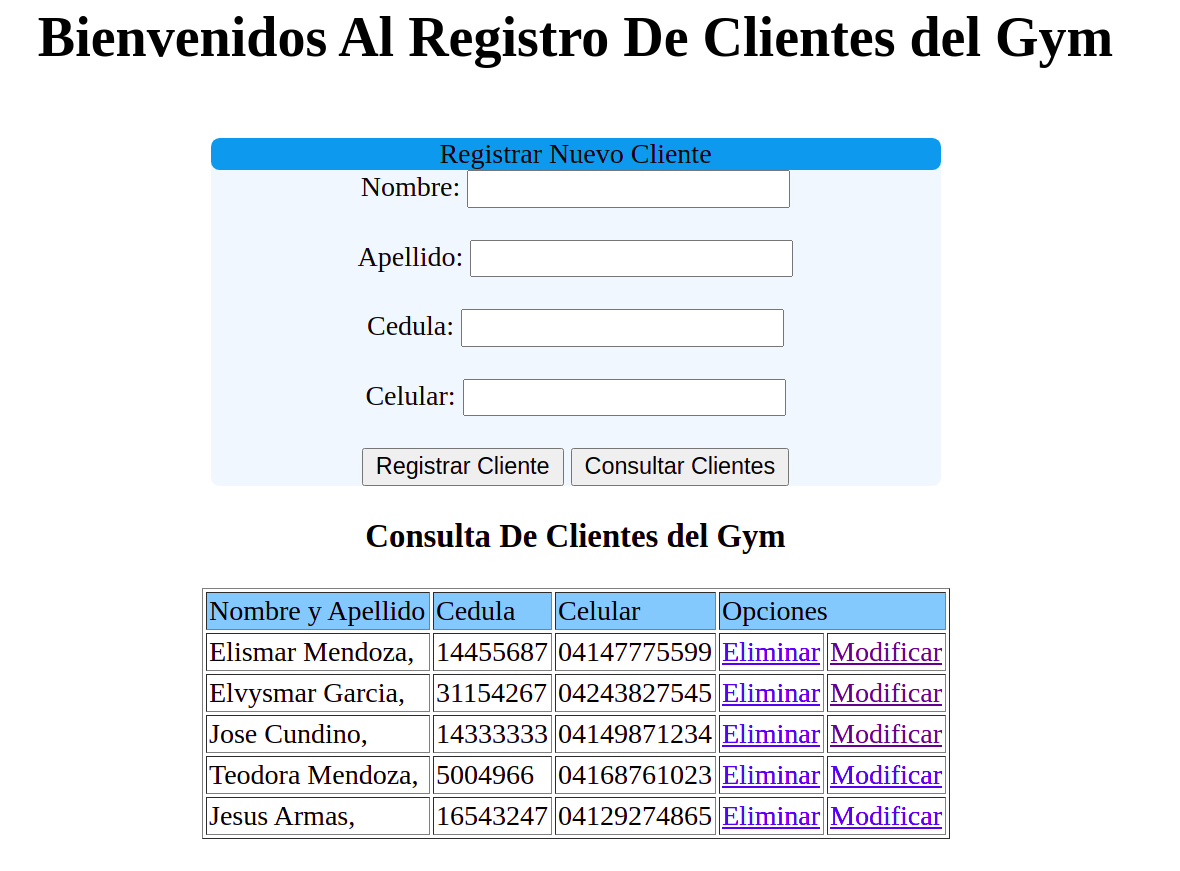 Bienvenidos Al Registro De Clientes del Gym
Registrar Nuevo Cliente
Nombre:
Apellido:
Cedula:
Celular:
Registrar Cliente Consultar Clientes
Consulta De Clientes del Gym
Nombre y Apellido Cedula Celular Opciones
Elismar Mendoza, 14455687 04147775599 Eliminar Modificar
Elvysmar Garcia, 31154267 04243827545 Eliminar Modificar
Jose Cundino, 14333333 04149871234 Eliminar Modificar
Teodora Mendoza, 5004966 04168761023 Eliminar Modificar
Jesus Armas, 16543247 04129274865 Eliminar Modificar